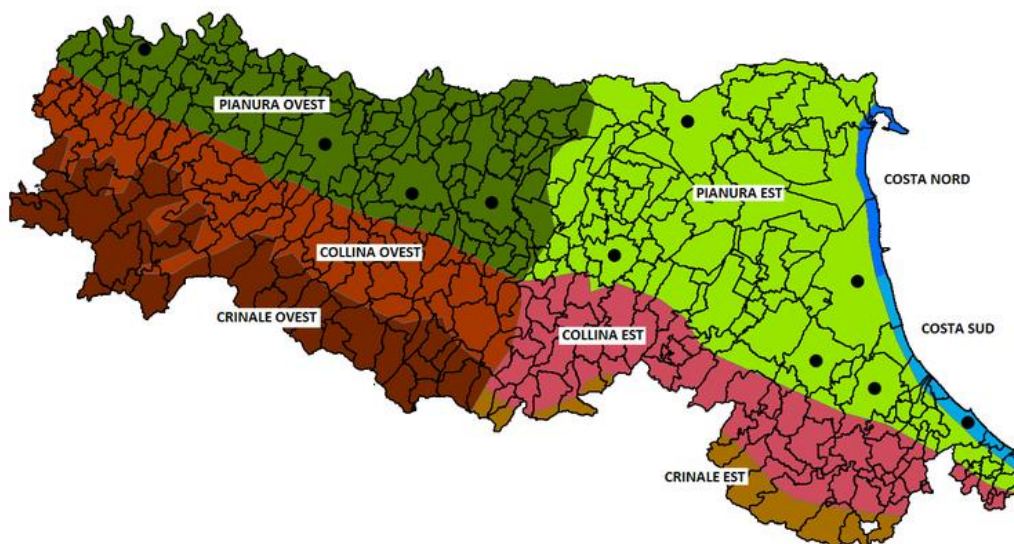 PIANURA OVEST
COSTA NORD
PIANURA EST
COLLINA OVEST
CRINALE OVEST
COSTA SUD
COLLINA EST
CRINALE EST